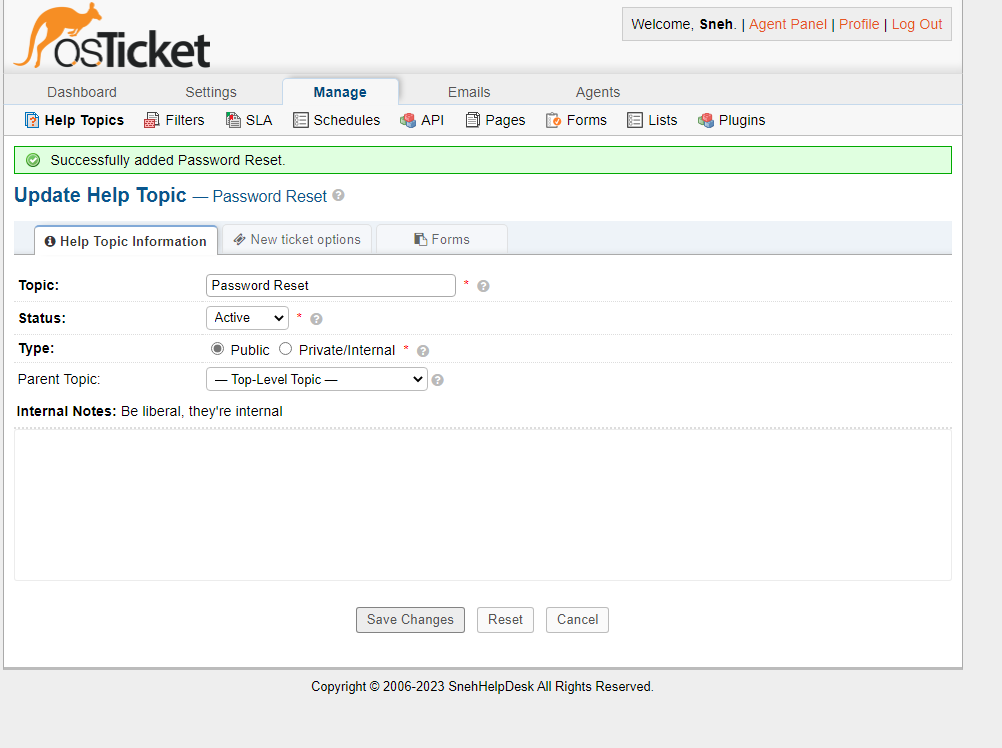 osTicket
Welcome, Sneh. | Agent Panel | Profile | Log Out
Dashboard Settings Manage Emails Agents
Help Topics Filters SLA Schedules API Pages Forms Lists Plugins
Successfully added Password Reset.
Update Help Topic — Password Reset ?
Help Topic Information New ticket options Forms
Topic: Password Reset * ?
Status: Active * ?
Type: Public Private/Internal * ?
Parent Topic: — Top-Level Topic — ?
Internal Notes: Be liberal, they're internal
Save Changes Reset Cancel
Copyright © 2006-2023 SnehHelpDesk All Rights Reserved.